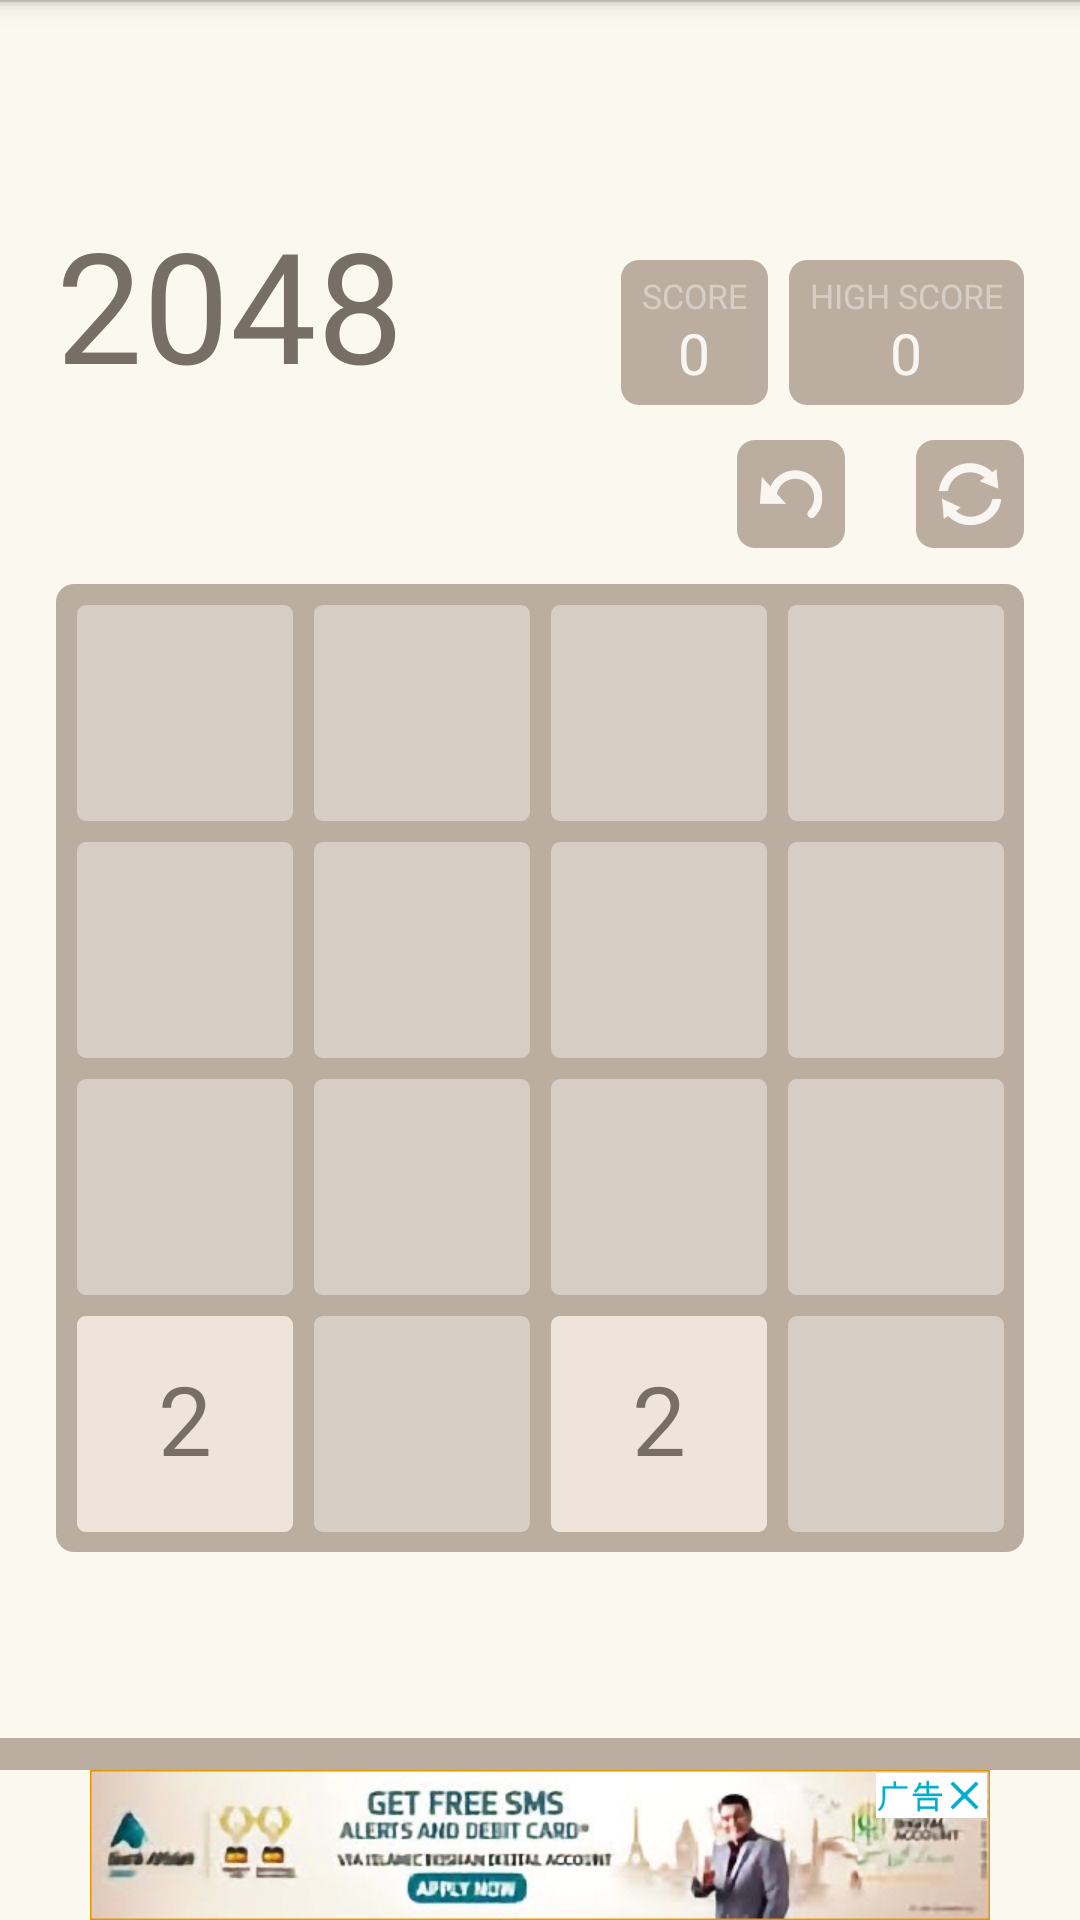 2048
SCORE
0
HIGH SCORE
0
2
2
GET FREE SMS
ALERTS AND DEBIT CARD*
VIA ISLAMIC ROSHAN DIGITAL ACCOUNT
APPLY NOW
广告
DIGITAL
ACCOUNT